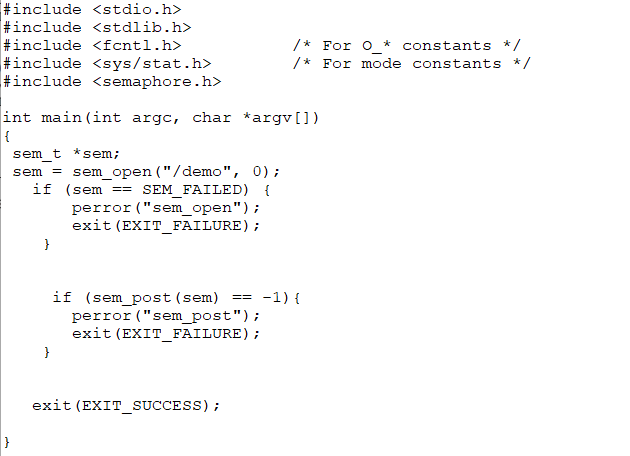 #include <stdio.h>
#include <stdlib.h>
#include <fcntl.h>           /* For O_* constants */
#include <sys/stat.h>        /* For mode constants */
#include <semaphore.h>

int main(int argc, char *argv[])
{
 sem_t *sem;
 sem = sem_open("/demo", 0);
   if (sem == SEM_FAILED) {
       perror("sem_open");
       exit(EXIT_FAILURE);
    }


     if (sem_post(sem) == -1){
       perror("sem_post");
       exit(EXIT_FAILURE);
    }


   exit(EXIT_SUCCESS);

}